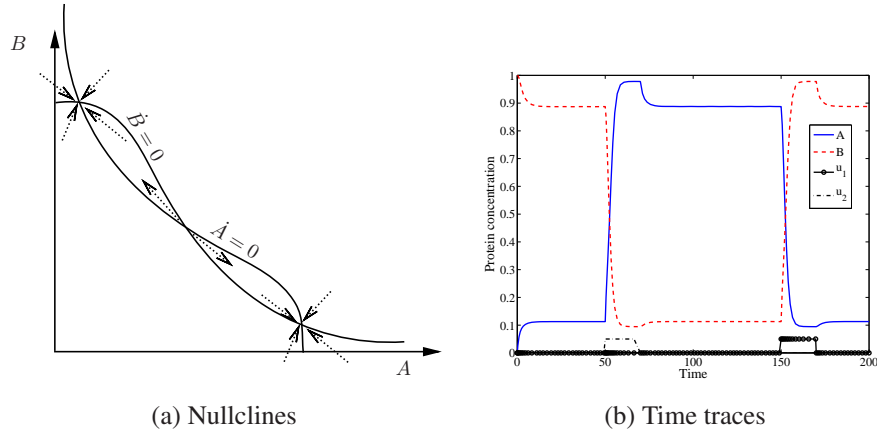 B
Ḃ = 0
Ȧ = 0
A
(a) Nullclines
Protein concentration
1
0.9
0.8
0.7
0.6
0.5
0.4
0.3
0.2
0.1
0
0
50
100
150
200
Time
A
B
u₁
u₂
(b) Time traces